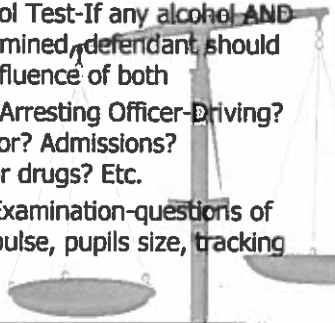 ol Test-If any alcohol AND
mined, defendant should
fluence of both
Arresting Officer-Driving?
or? Admissions?
r drugs? Etc.
Examination-questions of
pulse, pupils size, tracking